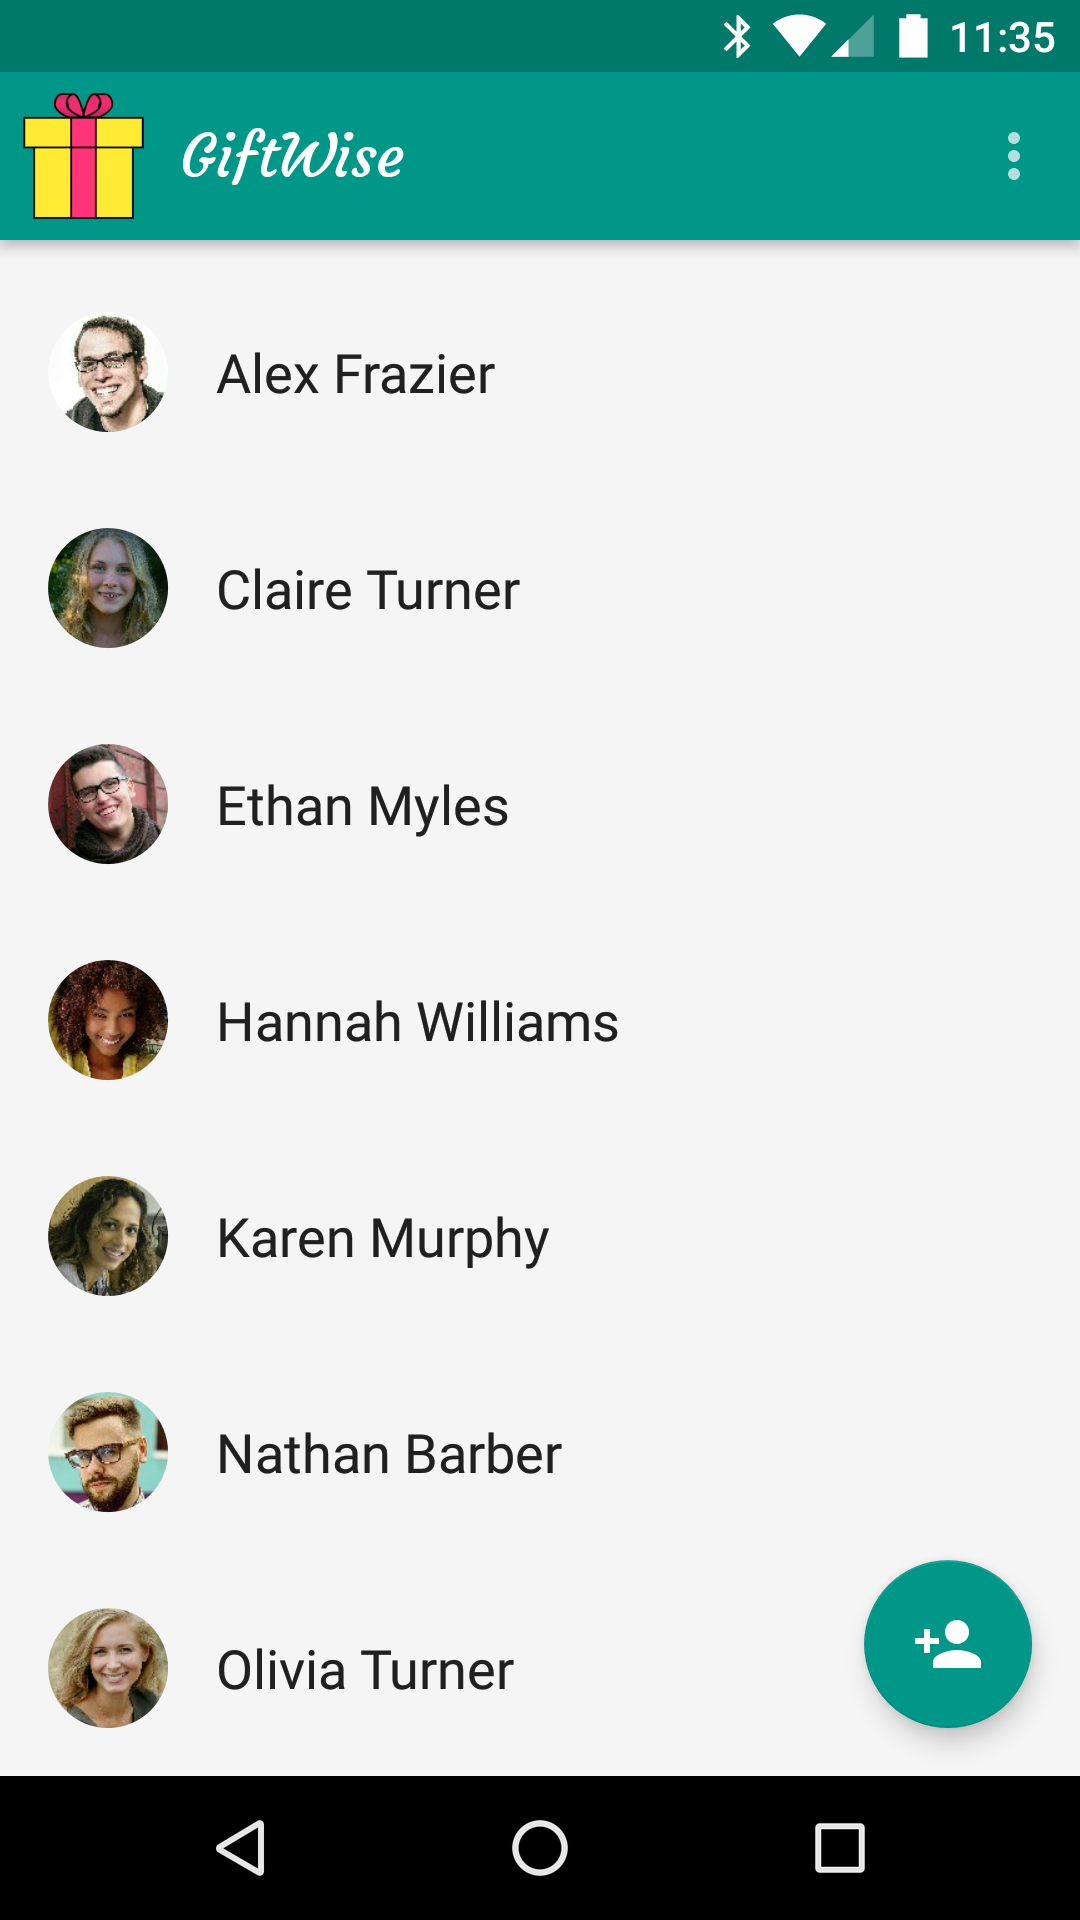 11:35
GiftWise
Alex Frazier
Claire Turner
Ethan Myles
Hannah Williams
Karen Murphy
Nathan Barber
Olivia Turner